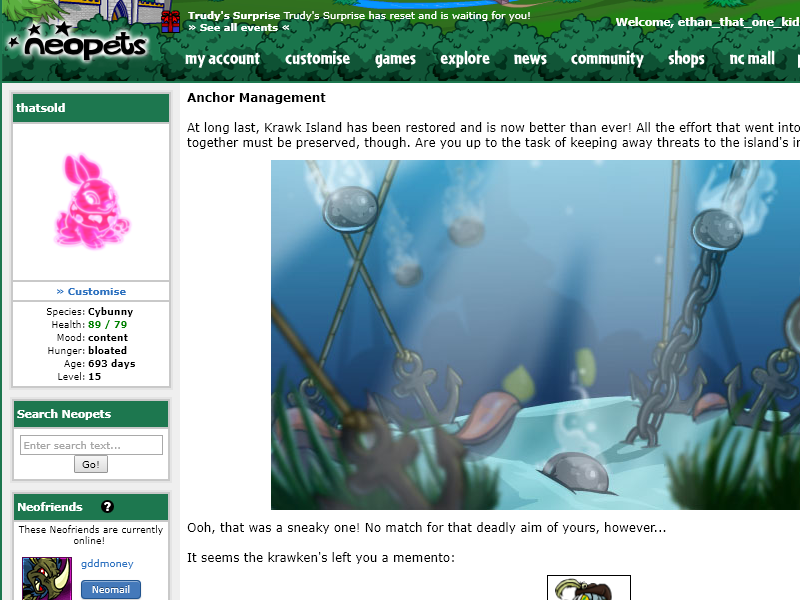 Trudy's Surprise Trudy's Surprise has reset and is waiting for you!
» See all events «
Welcome, ethan_that_one_kid
neopets
my account customise games explore news community shops nc mall
thatsold
» Customise
Species: Cybunny
Health: 89 / 79
Mood: content
Hunger: bloated
Age: 693 days
Level: 15
Search Neopets
Enter search text...
Go!
Neofriends ?
These Neofriends are currently
online!
gddmoney
Neomail
Anchor Management
At long last, Krawk Island has been restored and is now better than ever! All the effort that went into
together must be preserved, though. Are you up to the task of keeping away threats to the island's
Ooh, that was a sneaky one! No match for that deadly aim of yours, however...
It seems the krawken's left you a memento: